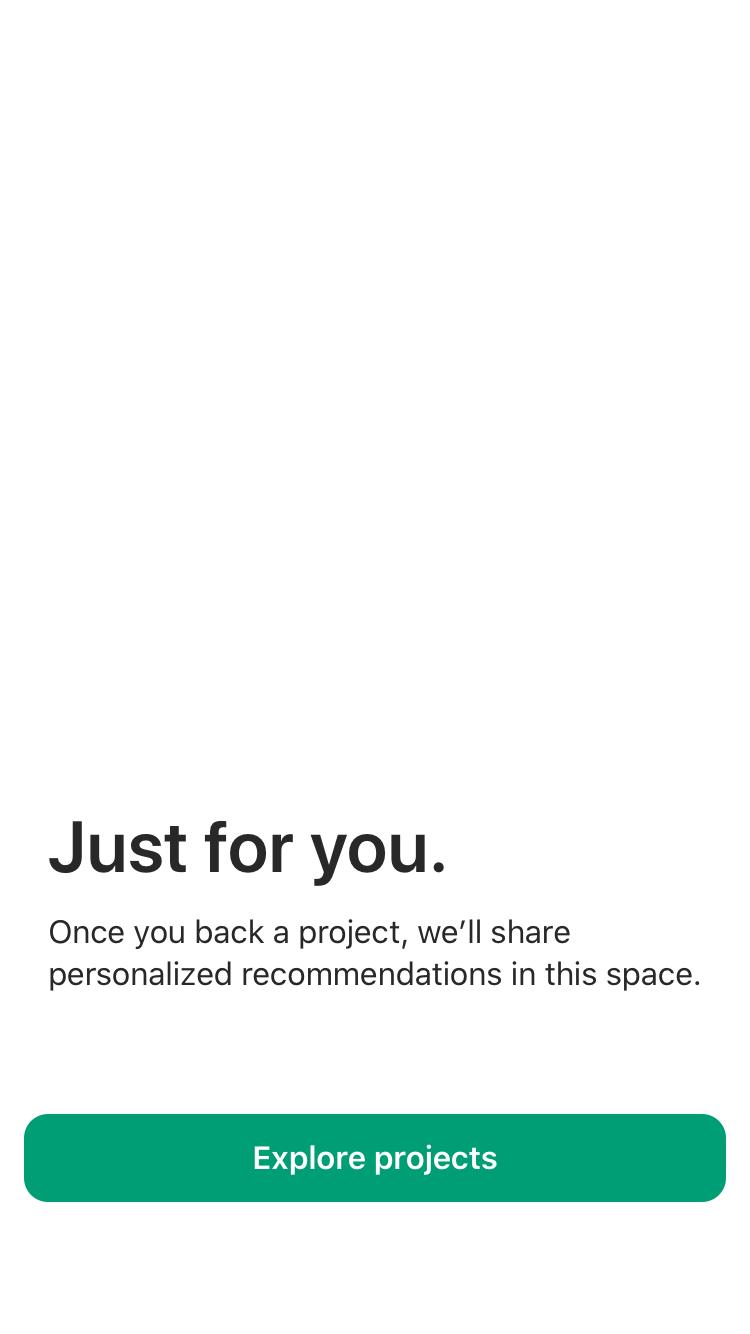 Just for you.
Once you back a project, we’ll share
personalized recommendations in this space.
Explore projects